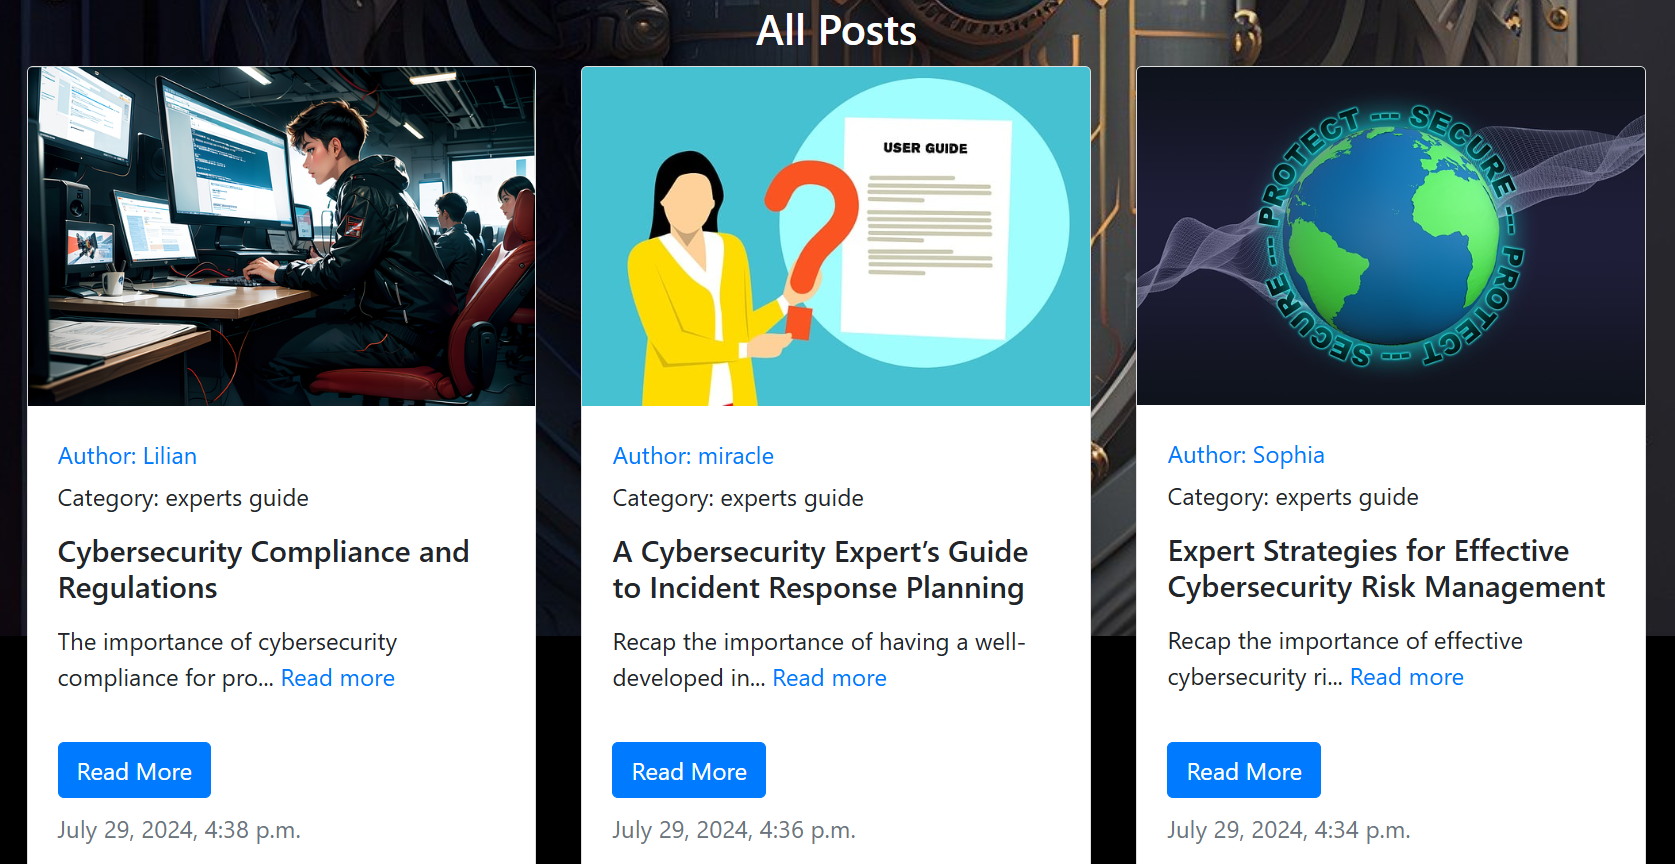 All Posts
USER GUIDE
PROTECT --- SECURE --- PROTECT --- SECURE ---
Author: Lilian
Category: experts guide
Cybersecurity Compliance and
Regulations
The importance of cybersecurity
compliance for pro... Read more
Read More
July 29, 2024, 4:38 p.m.
Author: miracle
Category: experts guide
A Cybersecurity Expert’s Guide
to Incident Response Planning
Recap the importance of having a well-
developed in... Read more
Read More
July 29, 2024, 4:36 p.m.
Author: Sophia
Category: experts guide
Expert Strategies for Effective
Cybersecurity Risk Management
Recap the importance of effective
cybersecurity ri... Read more
Read More
July 29, 2024, 4:34 p.m.